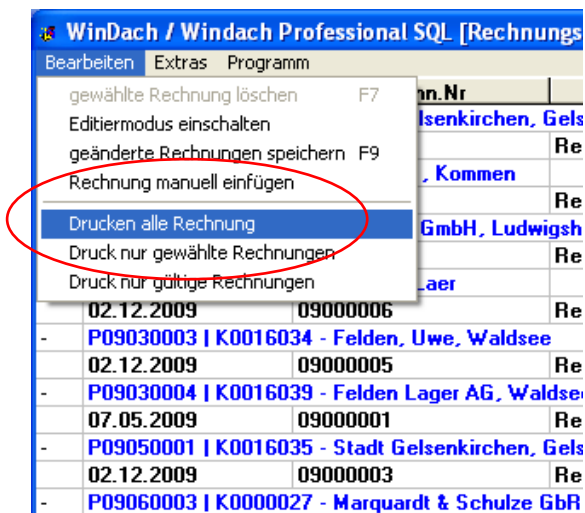 WinDach / Windach Professional SQL [Rechnungs
Bearbeiten Extras Programm
gewählte Rechnung löschen F7
Editiermodus einschalten
geänderte Rechnungen speichern F9
Rechnung manuell einfügen
Drucken alle Rechnung
Druck nur gewählte Rechnungen
Druck nur gültige Rechnungen
nn.Nr
lsenkirchen, Gels
Re
, Kommen
Re
GmbH, Ludwigsh
Re
Laer
02.12.2009 09000006 Re
- P09030003 | K0016034 - Felden, Uwe, Waldsee
02.12.2009 09000005 Re
- P09030004 | K0016039 - Felden Lager AG, Waldsee
07.05.2009 09000001 Re
- P09050001 | K0016035 - Stadt Gelsenkirchen, Gels
02.12.2009 09000003 Re
- P09060003 | K0000027 - Marquardt & Schulze GbR